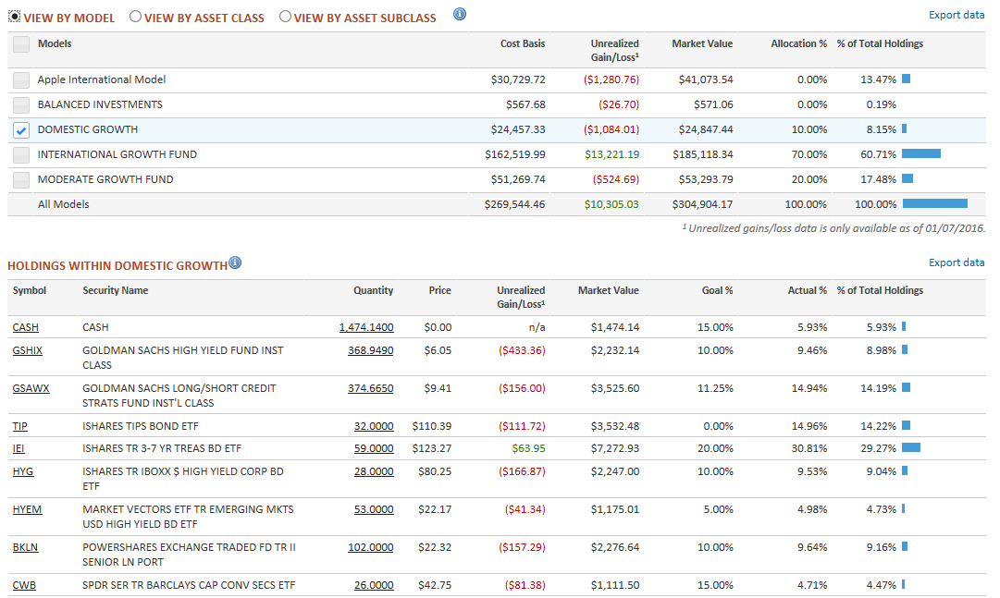 VIEW BY MODEL VIEW BY ASSET CLASS VIEW BY ASSET SUBCLASS i Export data
Models Cost Basis Unrealized Gain/Loss¹ Market Value Allocation % % of Total Holdings
Apple International Model $30,729.72 ($1,280.76) $41,073.54 0.00% 13.47%
BALANCED INVESTMENTS $567.68 ($26.70) $571.06 0.00% 0.19%
DOMESTIC GROWTH $24,457.33 ($1,084.01) $24,847.44 10.00% 8.15%
INTERNATIONAL GROWTH FUND $162,519.99 $13,221.19 $185,118.34 70.00% 60.71%
MODERATE GROWTH FUND $51,269.74 ($524.69) $53,293.79 20.00% 17.48%
All Models $269,544.46 $10,305.03 $304,904.17 100.00% 100.00%
¹ Unrealized gains/loss data is only available as of 01/07/2016.
HOLDINGS WITHIN DOMESTIC GROWTH i Export data
Symbol Security Name Quantity Price Unrealized Gain/Loss¹ Market Value Goal % Actual % % of Total Holdings
CASH CASH 1,474.1400 $0.00 n/a $1,474.14 15.00% 5.93% 5.93%
GSHIX GOLDMAN SACHS HIGH YIELD FUND INST 368.9490 $6.05 ($433.36) $2,232.14 10.00% 9.46% 8.98%
CLASS
GSAWX GOLDMAN SACHS LONG/SHORT CREDIT 374.6650 $9.41 ($156.00) $3,525.60 11.25% 14.94% 14.19%
STRATS FUND INST'L CLASS
TIP ISHARES TIPS BOND ETF 32.0000 $110.39 ($111.72) $3,532.48 0.00% 14.96% 14.22%
IEI ISHARES TR 3-7 YR TREAS BD ETF 59.0000 $123.27 $63.95 $7,272.93 20.00% 30.81% 29.27%
HYG ISHARES TR IBOXX $ HIGH YIELD CORP BD 28.0000 $80.25 ($166.87) $2,247.00 10.00% 9.53% 9.04%
ETF
HYEM MARKET VECTORS ETF TR EMERGING MKTS 53.0000 $22.17 ($41.34) $1,175.01 5.00% 4.98% 4.73%
USD HIGH YIELD BD ETF
BKLN POWERSHARES EXCHANGE TRADED FD TR II 102.0000 $22.32 ($157.29) $2,276.64 10.00% 9.64% 9.16%
SENIOR LN PORT
CWB SPDR SER TR BARCLAYS CAP CONV SECS ETF 26.0000 $42.75 ($81.38) $1,111.50 15.00% 4.71% 4.47%